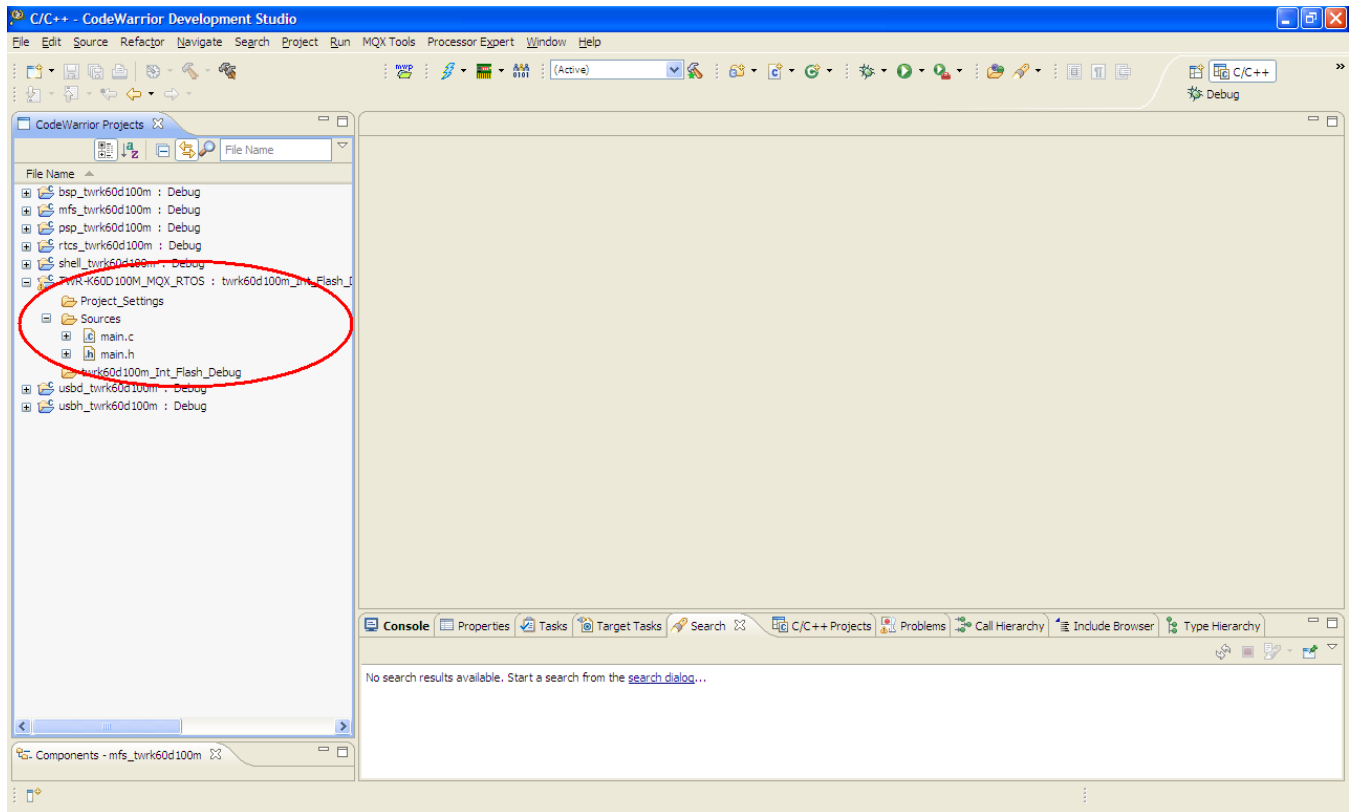 C/C++ - CodeWarrior Development Studio
File Edit Source Refactor Navigate Search Project Run MQX Tools Processor Expert Window Help
(Active)
C/C++
Debug
CodeWarrior Projects
File Name
File Name
bsp_twrk60d100m : Debug
mfs_twrk60d100m : Debug
psp_twrk60d100m : Debug
rtcs_twrk60d100m : Debug
shell_twrk60d100m : Debug
TWR-K60D100M_MQX_RTOS : twrk60d100m_Int_Flash_D
Project_Settings
Sources
main.c
main.h
twrk60d100m_Int_Flash_Debug
usbd_twrk60d100m : Debug
usbh_twrk60d100m : Debug
Console Properties Tasks Target Tasks Search C/C++ Projects Problems Call Hierarchy Include Browser Type Hierarchy
No search results available. Start a search from the search dialog...
Components - mfs_twrk60d100m